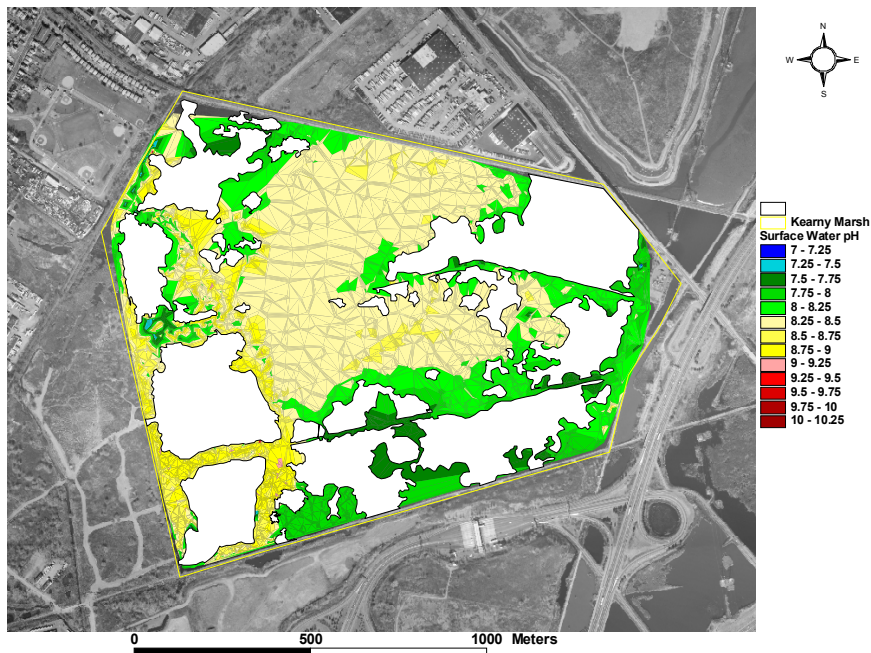 N
W E
S
Kearny Marsh
Surface Water pH
7 - 7.25
7.25 - 7.5
7.5 - 7.75
7.75 - 8
8 - 8.25
8.25 - 8.5
8.5 - 8.75
8.75 - 9
9 - 9.25
9.25 - 9.5
9.5 - 9.75
9.75 - 10
10 - 10.25
0 500 1000 Meters